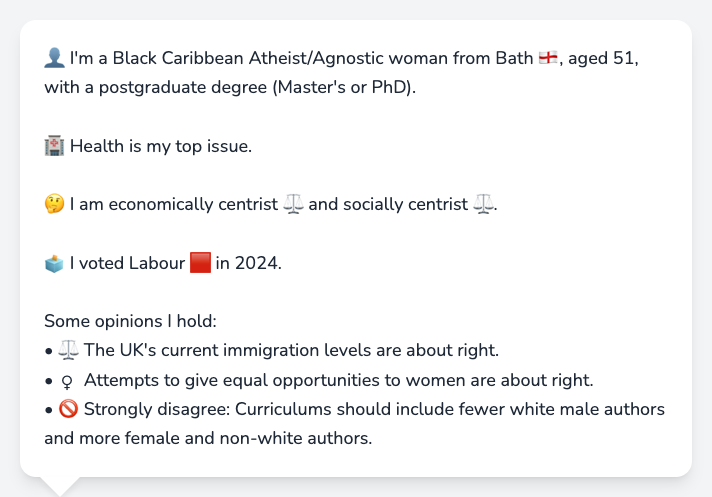 👤 I'm a Black Caribbean Atheist/Agnostic woman from Bath 🏴󠁧󠁢󠁥󠁮󠁧󠁿, aged 51,
with a postgraduate degree (Master's or PhD).
🏥 Health is my top issue.
🤔 I am economically centrist ⚖️ and socially centrist ⚖️.
🗳️ I voted Labour 🟥 in 2024.
Some opinions I hold:
• ⚖️ The UK's current immigration levels are about right.
• ♀ Attempts to give equal opportunities to women are about right.
• 🚫 Strongly disagree: Curriculums should include fewer white male authors
and more female and non-white authors.